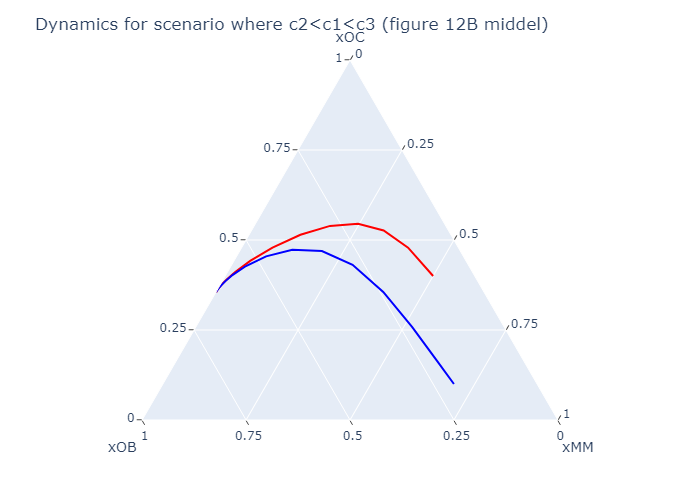 Dynamics for scenario where c2<c1<c3 (figure 12B middel)
xOC
1 0
0.75 0.25
0.5 0.5
0.25 0.75
0 1
1 0.75 0.5 0.25 0
xOB xMM